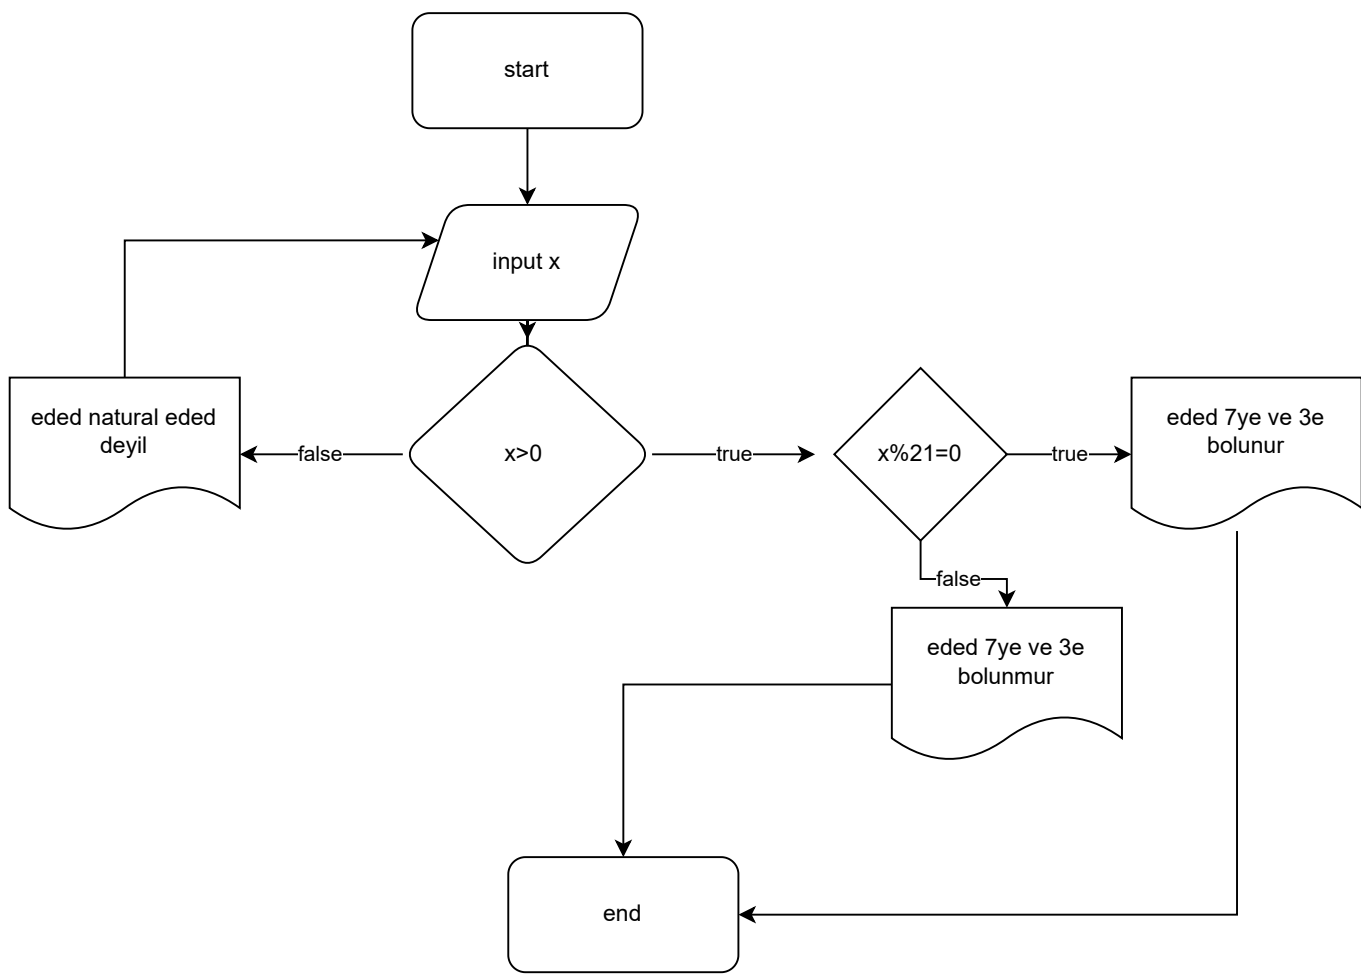 start
input x
eded natural eded
deyil
false
x>0
true
x%21=0
true
eded 7ye ve 3e
bolunur
false
eded 7ye ve 3e
bolunmur
end